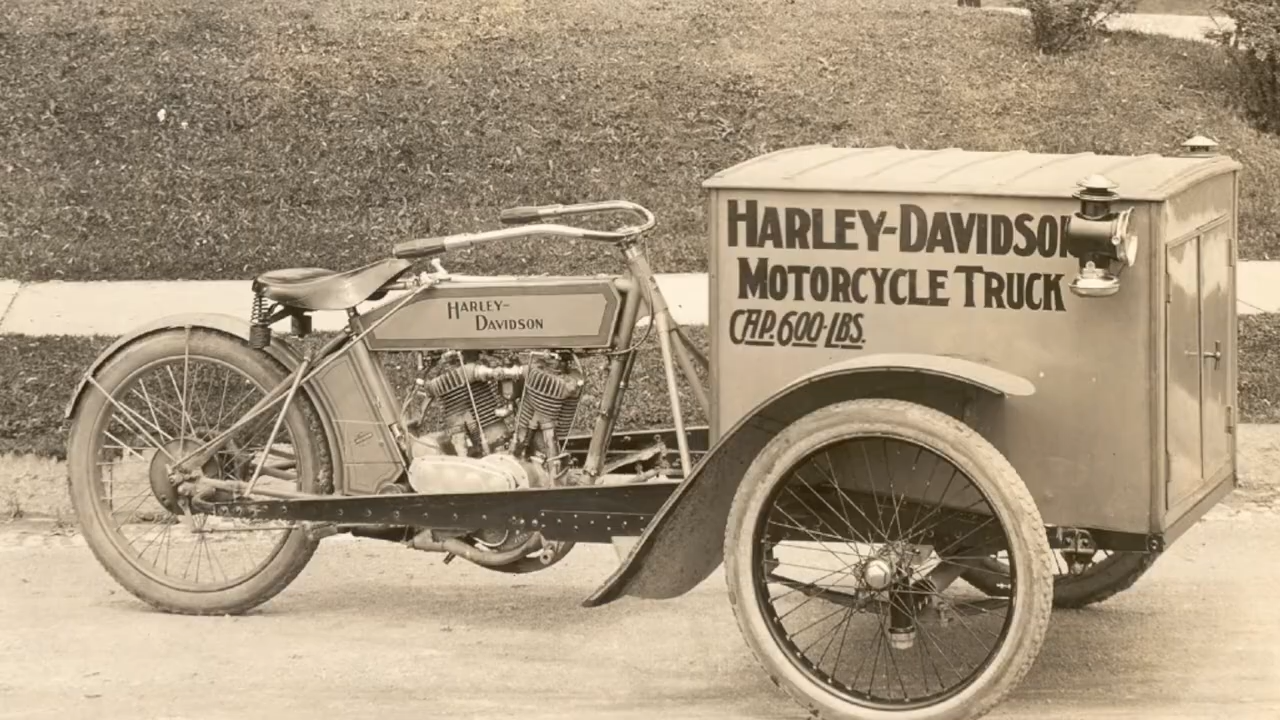 HARLEY-DAVIDSON
MOTORCYCLE TRUCK
CAP. 600-LBS.
HARLEY-
DAVIDSON